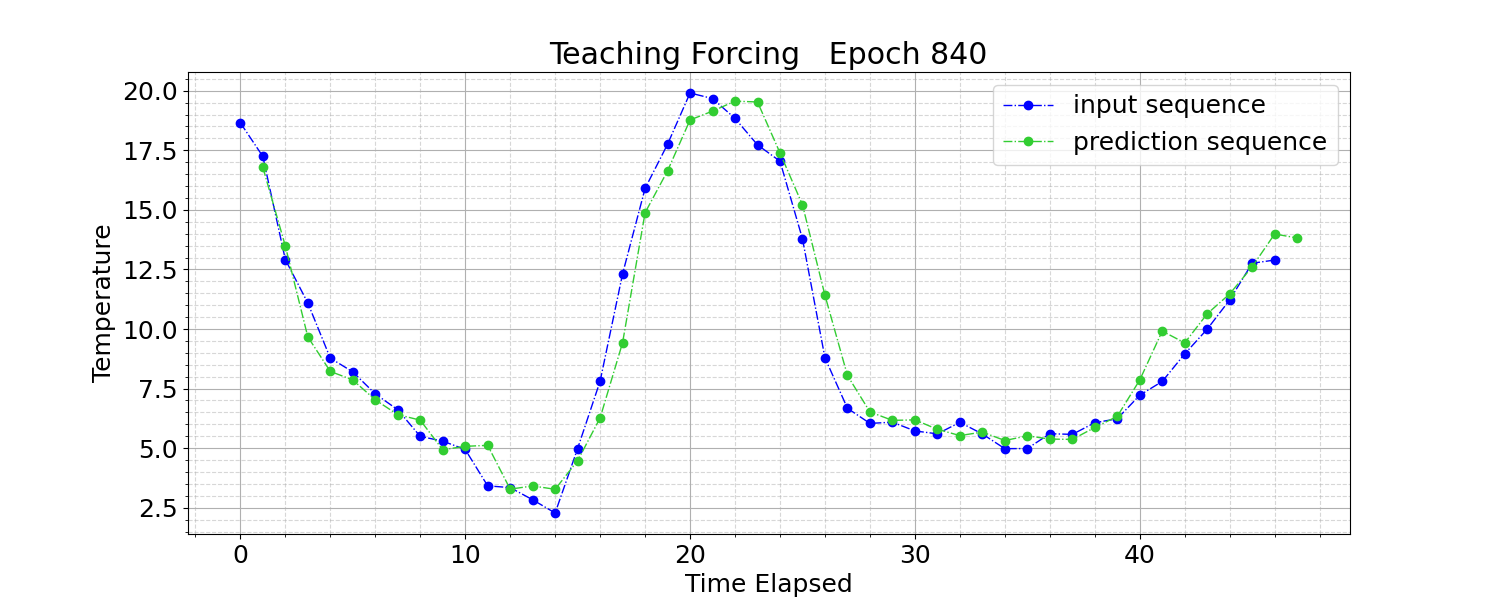 Teaching Forcing   Epoch 840
20.0
17.5
15.0
12.5
10.0
7.5
5.0
2.5
Temperature
input sequence
prediction sequence
0
10
20
30
40
Time Elapsed